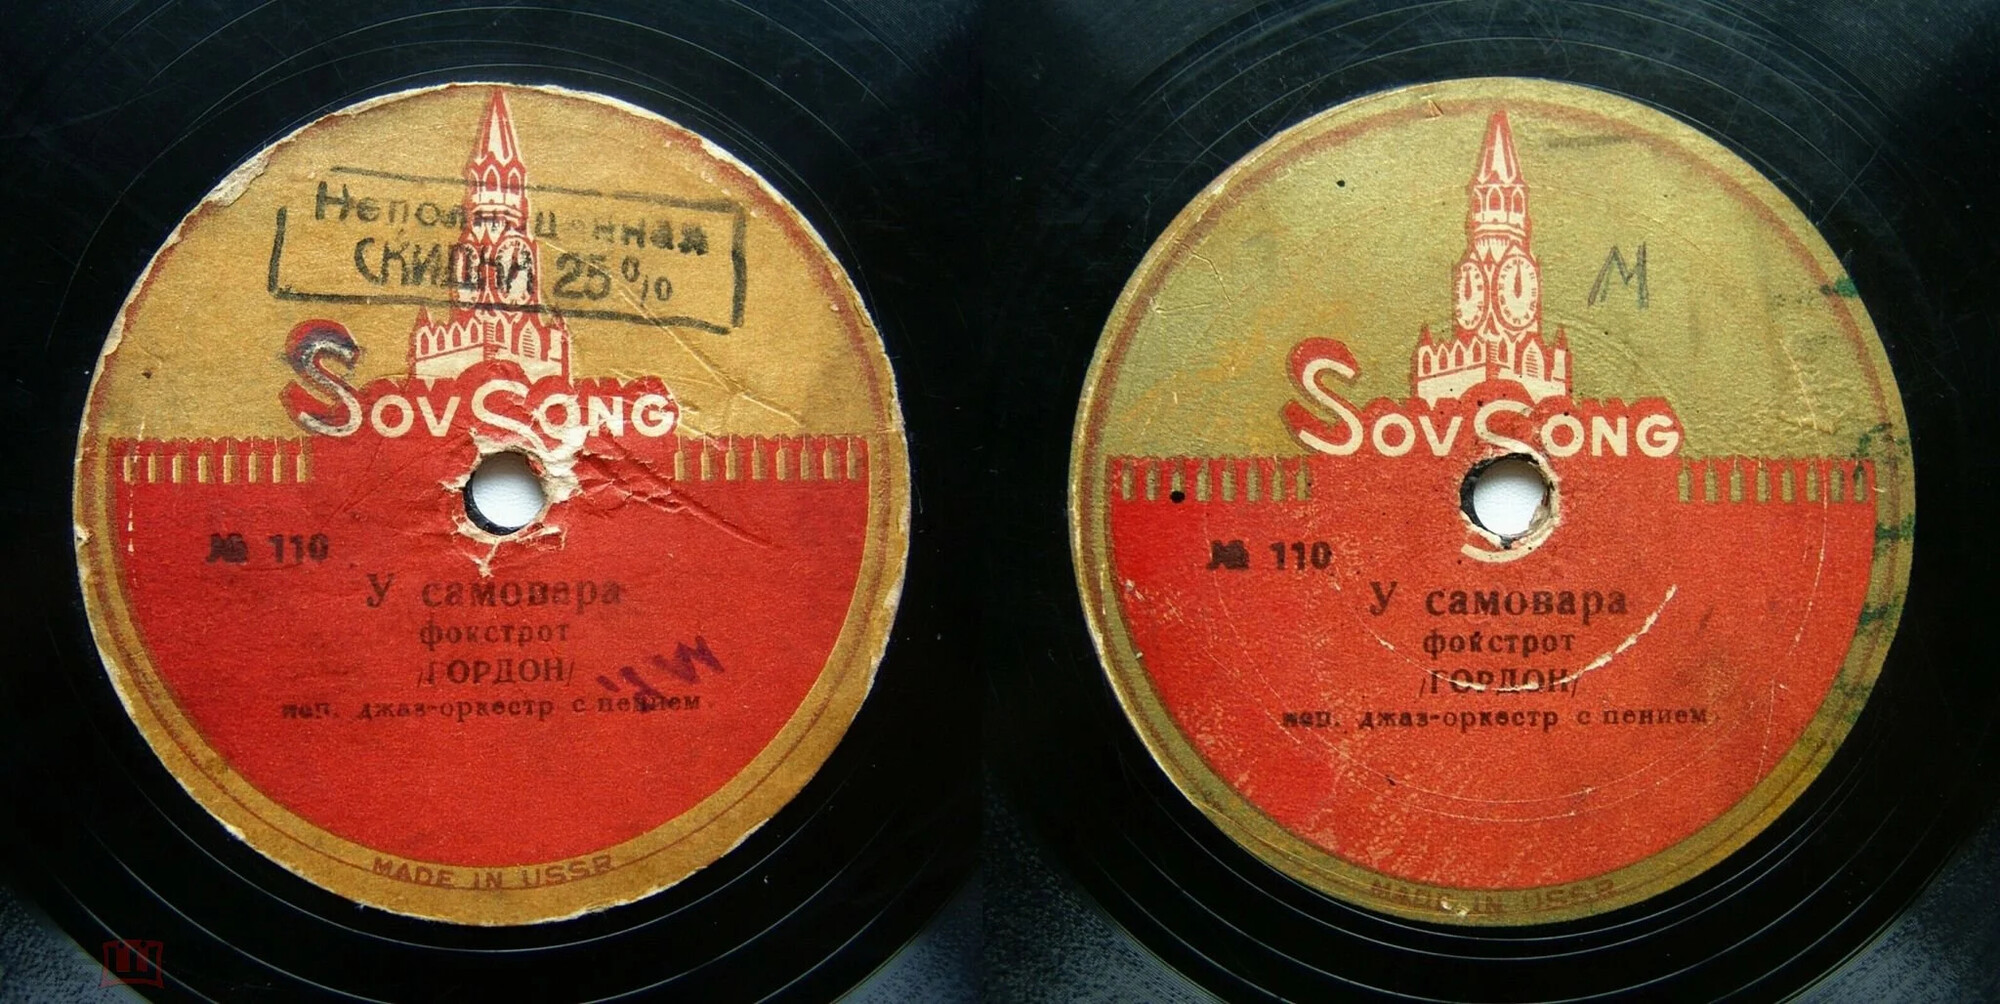 Неполноценная
СКИДКА 25%
SOVSONG
№ 110
У самовара
фокстрот
/ГОРДОН/
исп. джаз-оркестр с пением
MADE IN USSR
М
SOVSONG
№ 110
У самовара
фокстрот
/ГОРДОН/
исп. джаз-оркестр с пением
MADE IN USSR